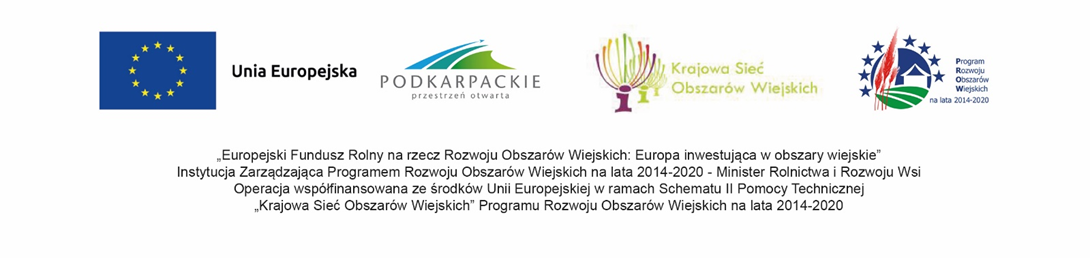 Unia Europejska
PODKARPACKIE
przestrzeń otwarta
Krajowa Sieć
Obszarów Wiejskich
Program
Rozwoju
Obszarów
Wiejskich
na lata 2014-2020
„Europejski Fundusz Rolny na rzecz Rozwoju Obszarów Wiejskich: Europa inwestująca w obszary wiejskie”
Instytucja Zarządzająca Programem Rozwoju Obszarów Wiejskich na lata 2014-2020 - Minister Rolnictwa i Rozwoju Wsi
Operacja współfinansowana ze środków Unii Europejskiej w ramach Schematu II Pomocy Technicznej
„Krajowa Sieć Obszarów Wiejskich” Programu Rozwoju Obszarów Wiejskich na lata 2014-2020